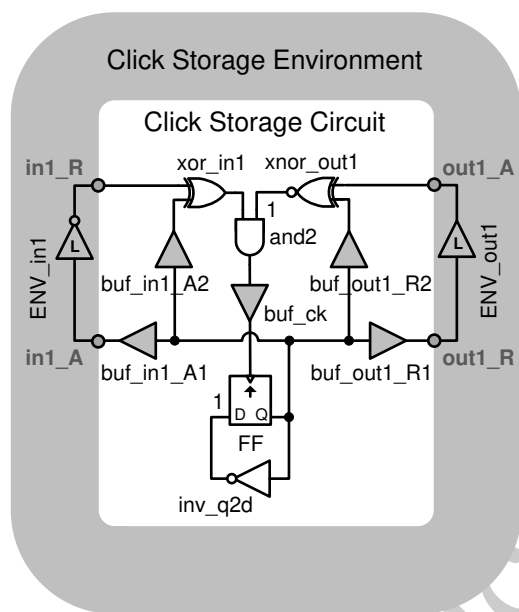 Click Storage Environment
Click Storage Circuit
in1_R
xor_in1
xnor_out1
out1_A
1
and2
ENV_in1
L
L
ENV_out1
buf_in1_A2
buf_out1_R2
buf_ck
in1_A
buf_in1_A1
buf_out1_R1
out1_R
1
D Q
FF
inv_q2d